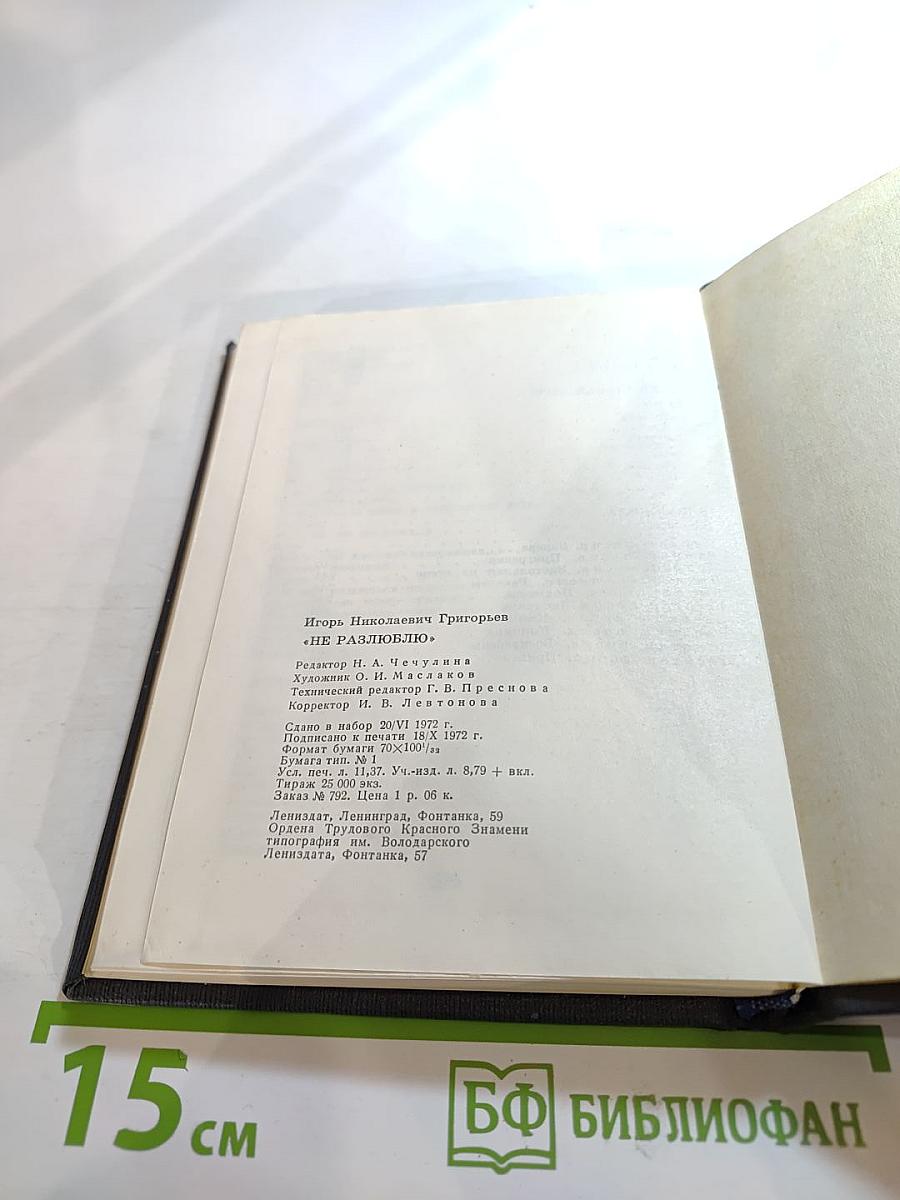 Игорь Николаевич Григорьев
«НЕ РАЗЛЮБЛЮ»
Редактор Н. А. Чечулина
Художник О. И. Маслаков
Технический редактор Г. В. Преснова
Корректор И. В. Левтонова
Сдано в набор 20/VI 1972 г.
Подписано к печати 18/X 1972 г.
Формат бумаги 70×100¹/₃₂
Бумага тип. № 1
Усл. печ. л. 11,37. Уч.-изд. л. 8,79 + вкл.
Тираж 25 000 экз.
Заказ № 792. Цена 1 р. 06 к.
Лениздат, Ленинград, Фонтанка, 59
Ордена Трудового Красного Знамени
типография им. Володарского
Лениздата, Фонтанка, 57
15 см
БФ БИБЛИОФАН